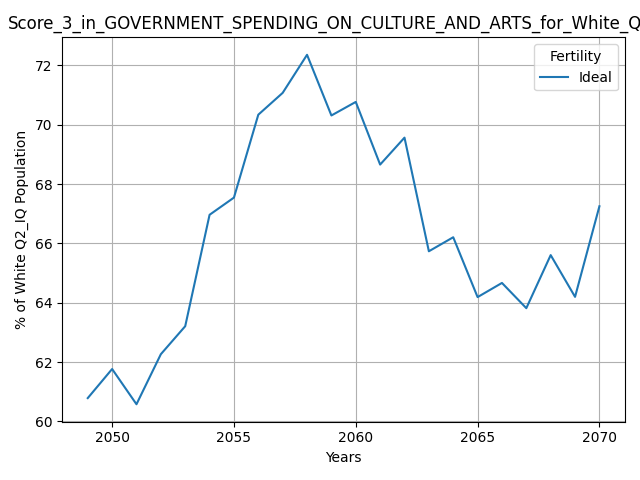 Score_3_in_GOVERNMENT_SPENDING_ON_CULTURE_AND_ARTS_for_White_Q
Fertility
Ideal
% of White Q2_IQ Population
72
70
68
66
64
62
60
2050 2055 2060 2065 2070
Years